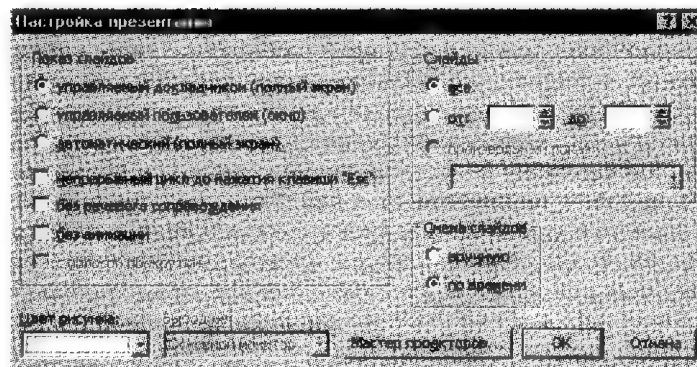 Настройка презентации
Показ слайдов
управляемый докладчиком (полный экран)
управляемый пользователем (окно)
автоматический (полный экран)
непрерывный цикл до нажатия клавиши "Esc"
без речевого сопровождения
без анимации
Слайды
все
от: до:
Смена слайдов
вручную
по времени
Цвет рисунка:
Мастер проекторов...
OK
Отмена